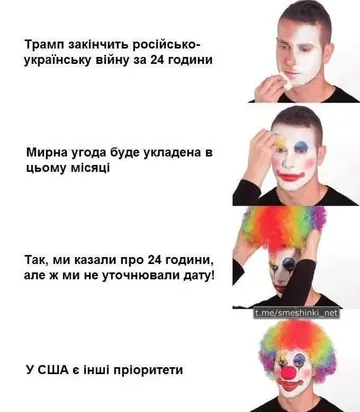 Трамп закінчить російсько-
українську війну за 24 години
Мирна угода буде укладена в
цьому місяці
Так, ми казали про 24 години,
але ж ми не уточнювали дату!
t.me/smeshinki_net
У США є інші пріоритети